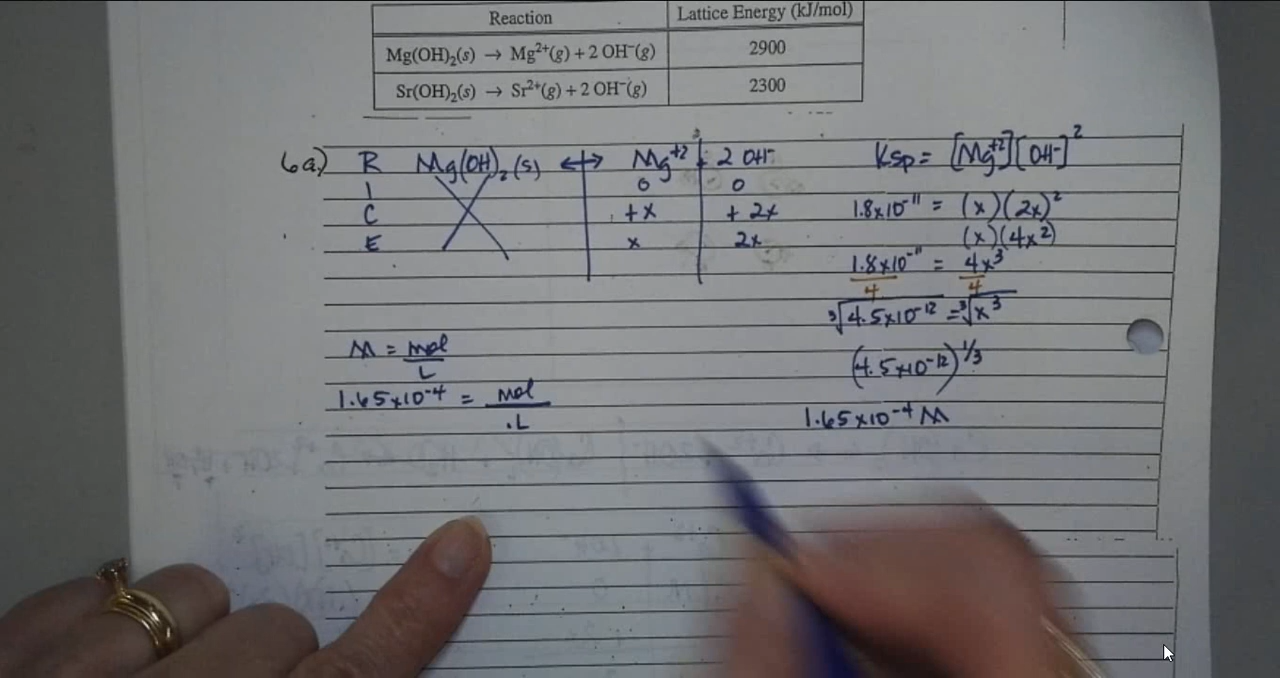 Reaction Lattice Energy (kJ/mol)
Mg(OH)₂(s) → Mg²⁺(g) + 2 OH⁻(g) 2900
Sr(OH)₂(s) → Sr²⁺(g) + 2 OH⁻(g) 2300
6a.) R Mg(OH)₂(s) ↔ Mg⁺² + 2 OH⁻ Ksp = [Mg⁺²][OH⁻]²
I 0 0
C +x + 2x 1.8x10⁻¹¹ = (x)(2x)²
E x 2x (x)(4x²)
1.8x10⁻¹¹ = 4x³
4 4
³√4.5x10⁻¹² = ³√x³
M = mol
L
(4.5x10⁻¹²)^1/3
1.65x10⁻⁴ = mol
.L
1.65x10⁻⁴ M